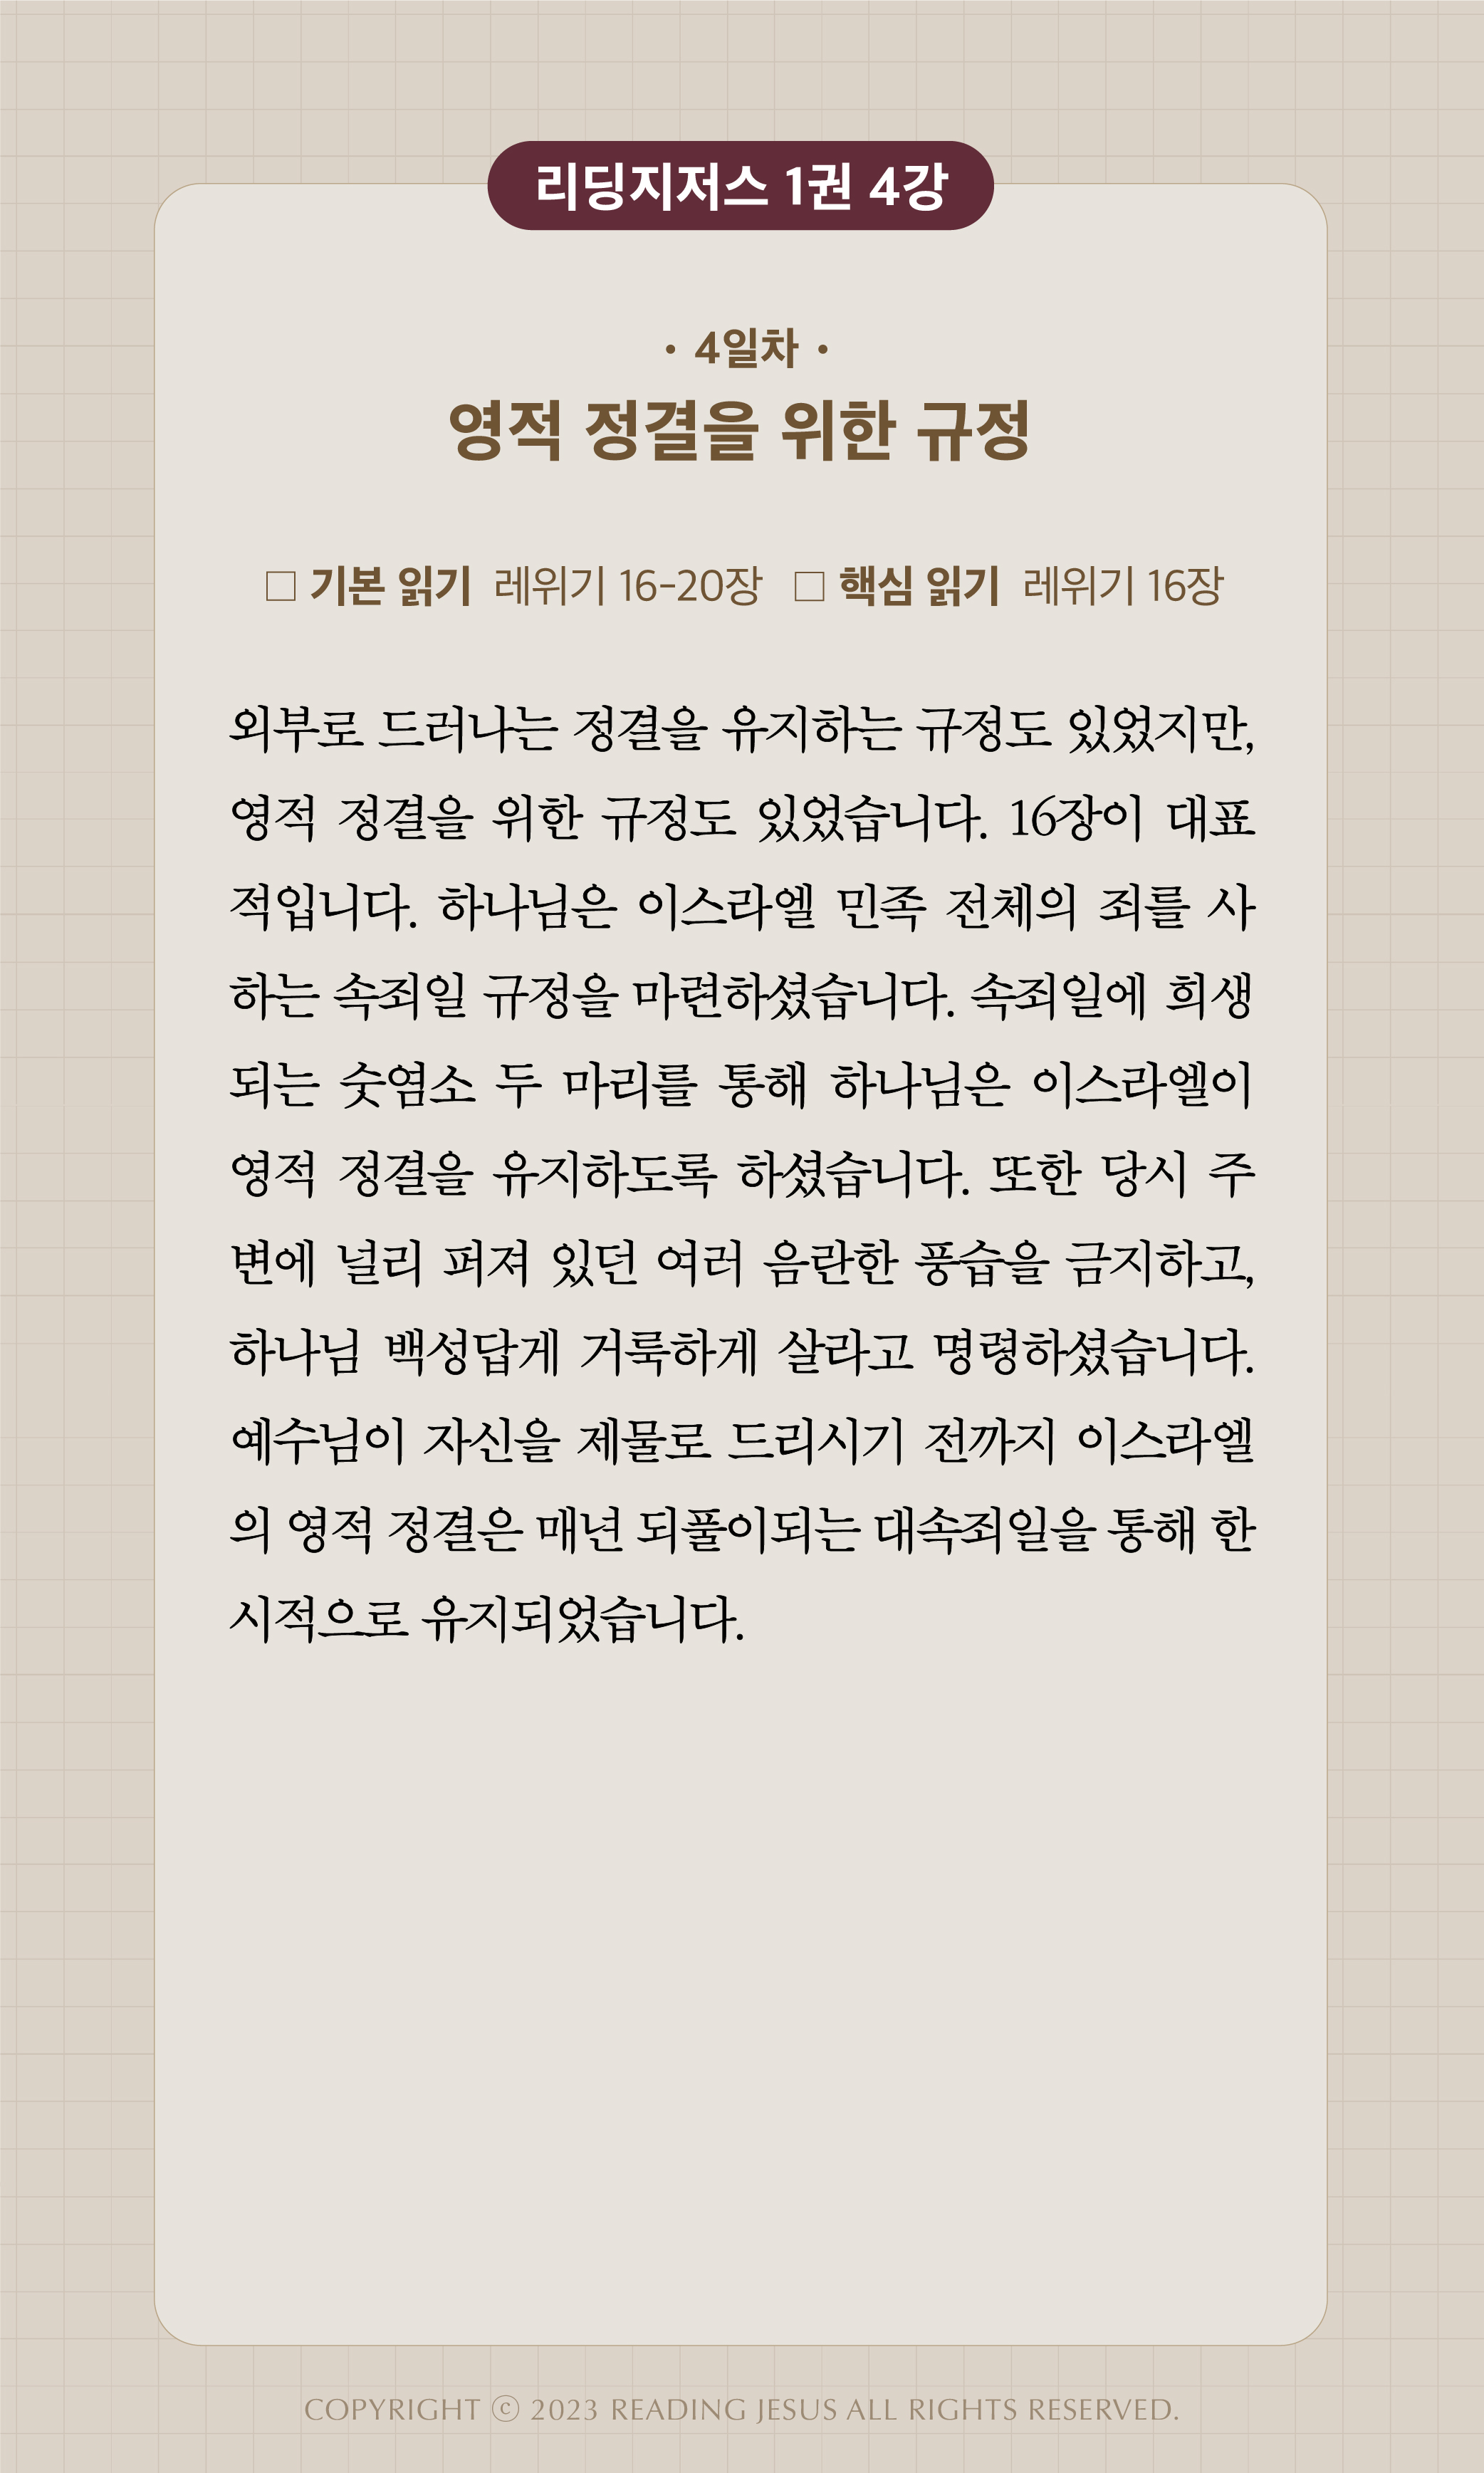 리딩지저스 1권 4강
· 4일차 ·
영적 정결을 위한 규정
□ 기본 읽기 레위기 16-20장 □ 핵심 읽기 레위기 16장
외부로 드러나는 정결을 유지하는 규정도 있었지만,
영적 정결을 위한 규정도 있었습니다. 16장이 대표
적입니다. 하나님은 이스라엘 민족 전체의 죄를 사
하는 속죄일 규정을 마련하셨습니다. 속죄일에 희생
되는 숫염소 두 마리를 통해 하나님은 이스라엘이
영적 정결을 유지하도록 하셨습니다. 또한 당시 주
변에 널리 퍼져 있던 여러 음란한 풍습을 금지하고,
하나님 백성답게 거룩하게 살라고 명령하셨습니다.
예수님이 자신을 제물로 드리시기 전까지 이스라엘
의 영적 정결은 매년 되풀이되는 대속죄일을 통해 한
시적으로 유지되었습니다.
COPYRIGHT ⓒ 2023 READING JESUS ALL RIGHTS RESERVED.